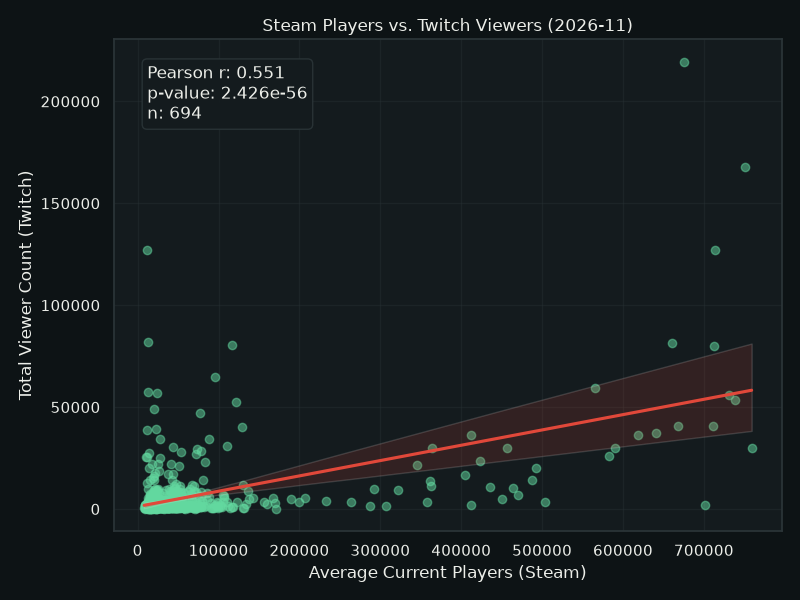 Steam Players vs. Twitch Viewers (2026-11)
Pearson r: 0.551
p-value: 2.426e-56
n: 694
Total Viewer Count (Twitch)
200000
150000
100000
50000
0
0 100000 200000 300000 400000 500000 600000 700000
Average Current Players (Steam)